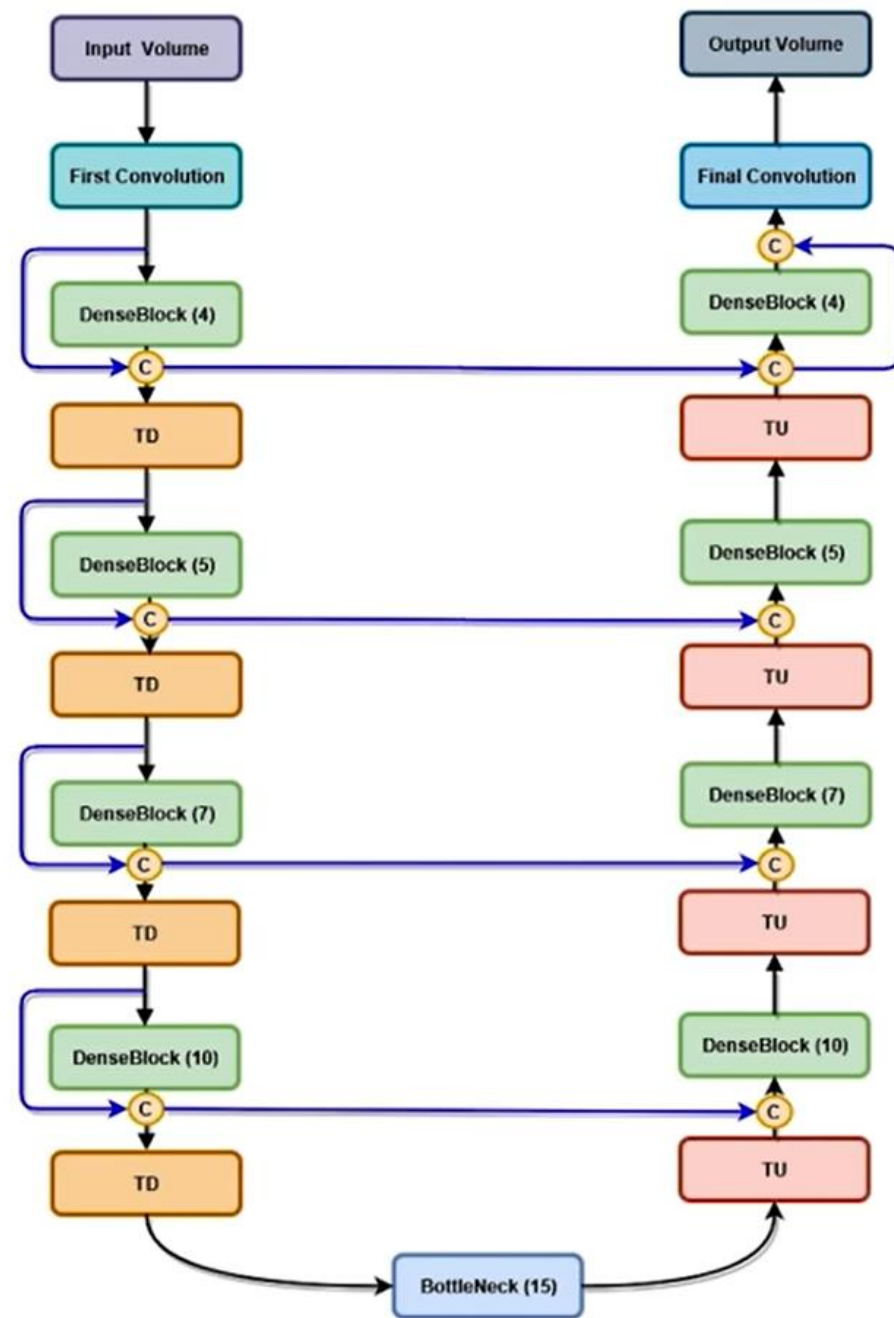 Input Volume
First Convolution
DenseBlock (4)
C
TD
DenseBlock (5)
C
TD
DenseBlock (7)
C
TD
DenseBlock (10)
C
TD
BottleNeck (15)
TU
C
DenseBlock (10)
TU
C
DenseBlock (7)
TU
C
DenseBlock (5)
TU
C
DenseBlock (4)
C
Final Convolution
Output Volume